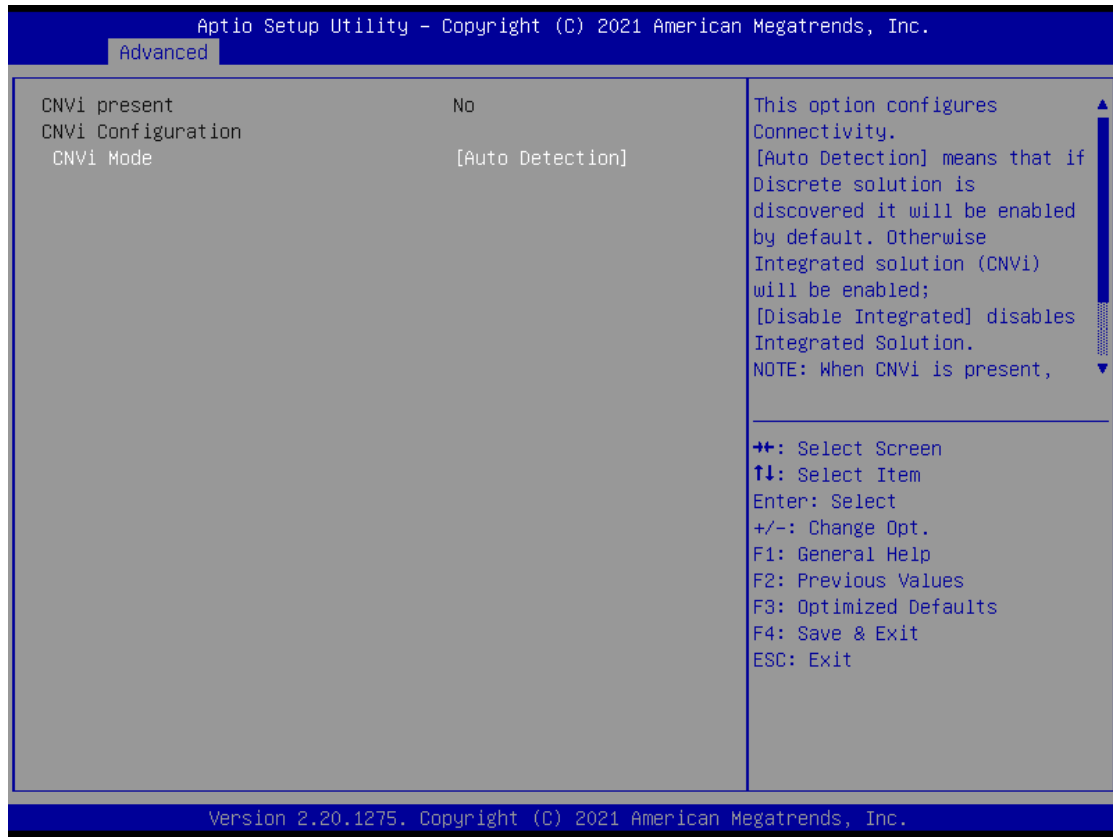 Aptio Setup Utility – Copyright (C) 2021 American Megatrends, Inc.
Advanced
CNVi present No
CNVi Configuration
CNVi Mode [Auto Detection]
This option configures
Connectivity.
[Auto Detection] means that if
Discrete solution is
discovered it will be enabled
by default. Otherwise
Integrated solution (CNVi)
will be enabled;
[Disable Integrated] disables
Integrated Solution.
NOTE: When CNVi is present,
→←: Select Screen
↑↓: Select Item
Enter: Select
+/-: Change Opt.
F1: General Help
F2: Previous Values
F3: Optimized Defaults
F4: Save & Exit
ESC: Exit
Version 2.20.1275. Copyright (C) 2021 American Megatrends, Inc.